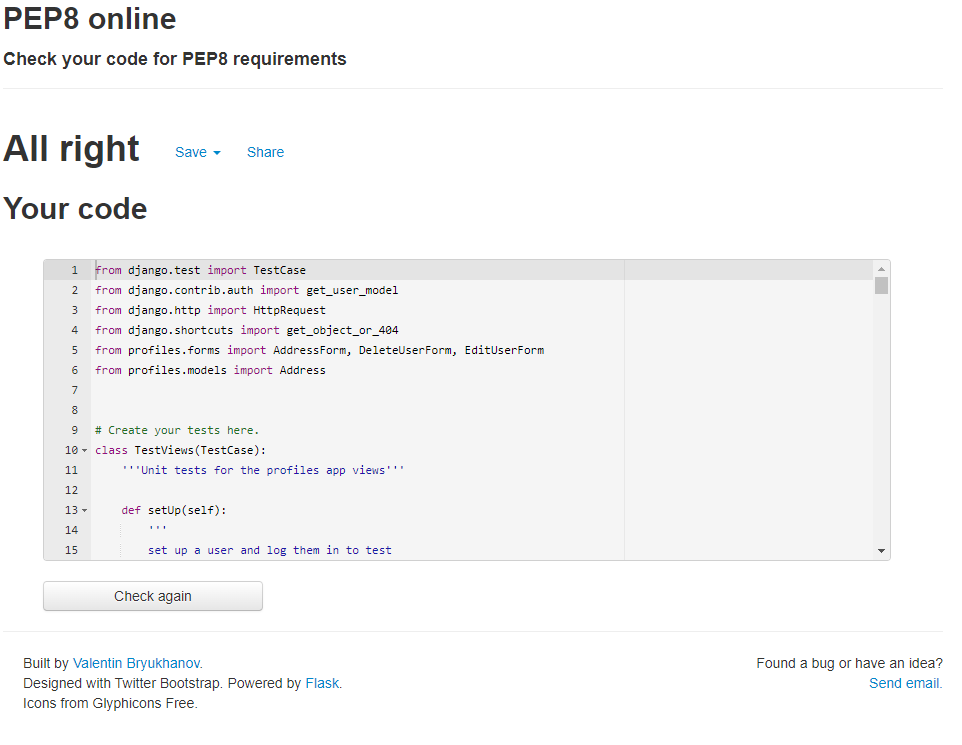 PEP8 online
Check your code for PEP8 requirements
All right Save Share
Your code
1 from django.test import TestCase
2 from django.contrib.auth import get_user_model
3 from django.http import HttpRequest
4 from django.shortcuts import get_object_or_404
5 from profiles.forms import AddressForm, DeleteUserForm, EditUserForm
6 from profiles.models import Address
7
8
9 # Create your tests here.
10 class TestViews(TestCase):
11 '''Unit tests for the profiles app views'''
12
13 def setUp(self):
14 '''
15 set up a user and log them in to test
Check again
Built by Valentin Bryukhanov. Found a bug or have an idea?
Designed with Twitter Bootstrap. Powered by Flask. Send email.
Icons from Glyphicons Free.